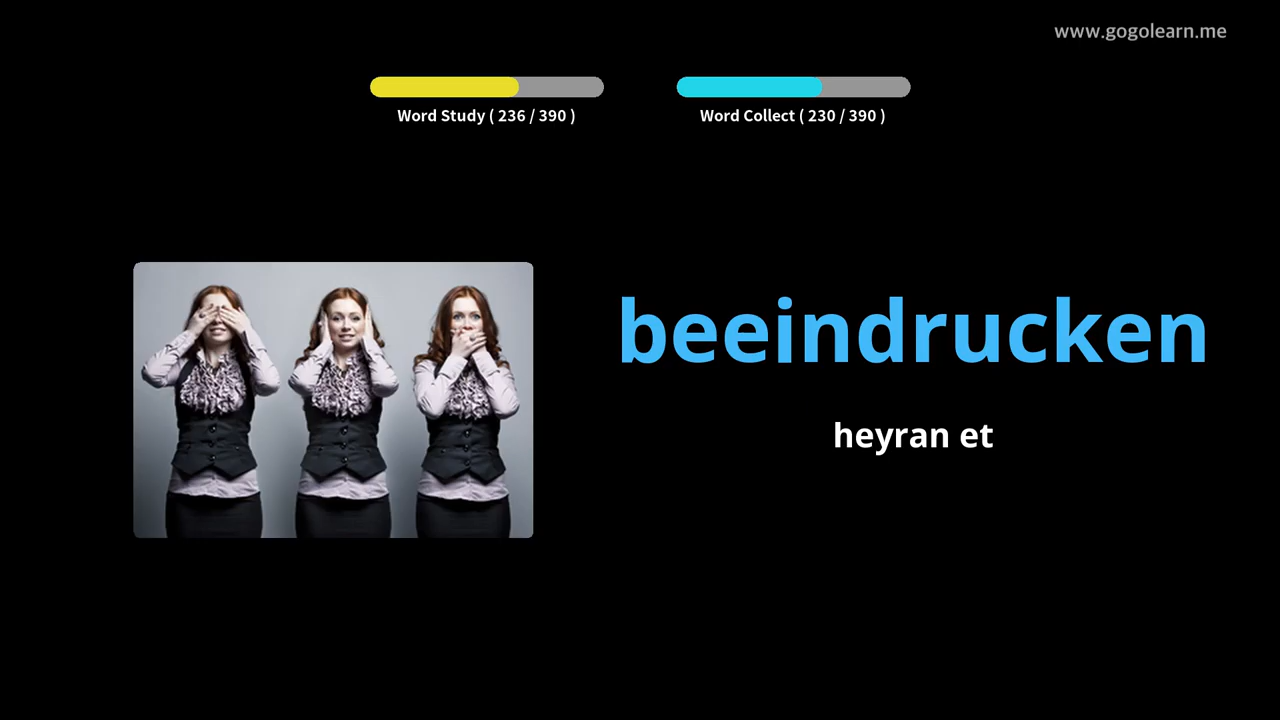 www.gogolearn.me
Word Study ( 236 / 390 )
Word Collect ( 230 / 390 )
beeindrucken
heyran et